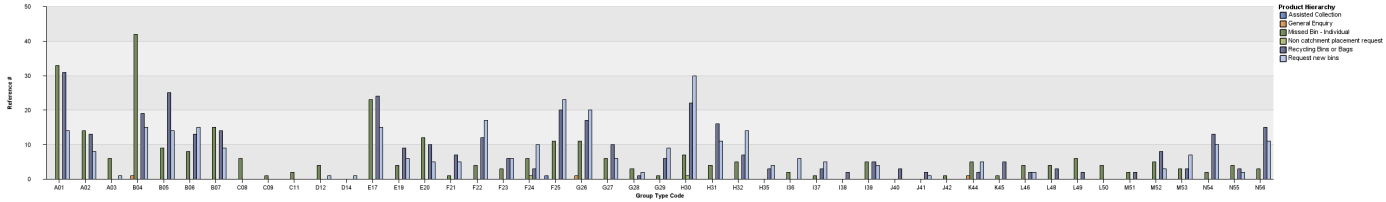 50
40
30
20
10
0
Reference #
A01 A02 A03 B04 B05 B06 B07 C08 C09 C11 D12 D14 E17 E19 E20 F21 F22 F23 F24 F25 G26 G27 G28 G29 H30 H31 H32 H35 I36 I37 I38 I39 J40 J41 J42 K44 K45 L46 L48 L49 L50 M51 M52 M53 N54 N55 N58
Group Type Code
Product Hierarchy
Assisted Collection
General Enquiry
Missed Bin - Individual
Non catchment placement request
Recycling Bins or Bags
Request new bins